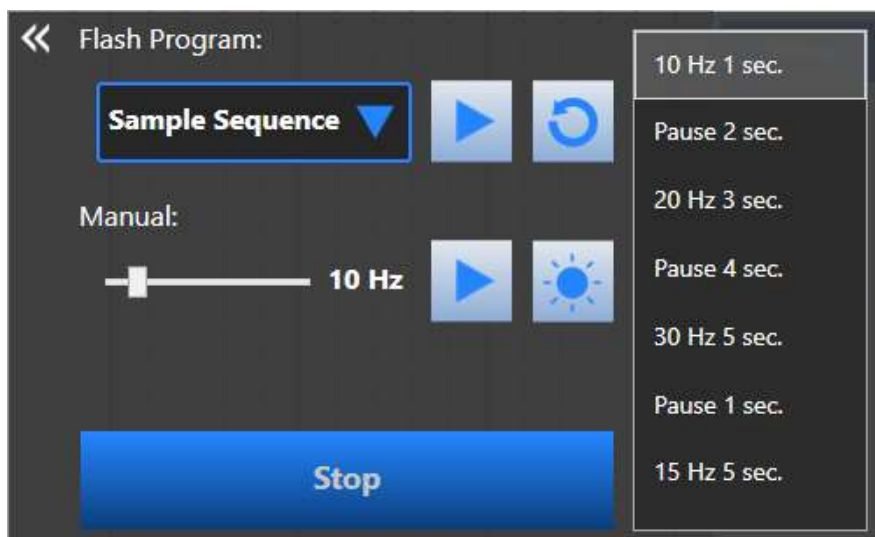 Flash Program:
Sample Sequence
Manual:
10 Hz
Stop
10 Hz 1 sec.
Pause 2 sec.
20 Hz 3 sec.
Pause 4 sec.
30 Hz 5 sec.
Pause 1 sec.
15 Hz 5 sec.